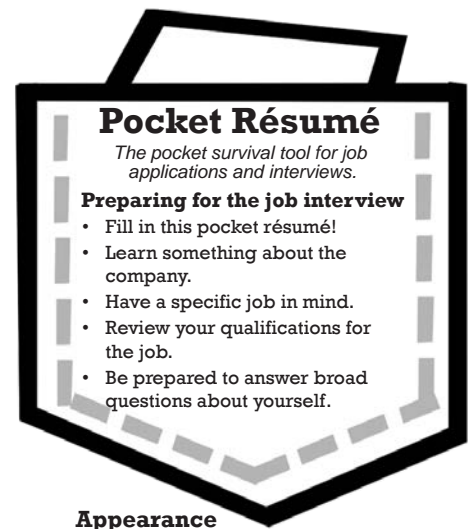 Pocket Résumé
The pocket survival tool for job
applications and interviews.
Preparing for the job interview
• Fill in this pocket résumé!
• Learn something about the
company.
• Have a specific job in mind.
• Review your qualifications for
the job.
• Be prepared to answer broad
questions about yourself.
Appearance